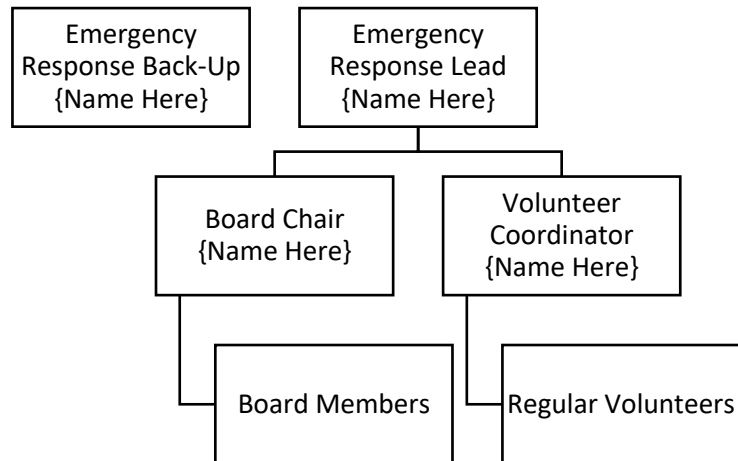 Emergency
Response Back-Up
{Name Here}
Emergency
Response Lead
{Name Here}
Board Chair
{Name Here}
Volunteer
Coordinator
{Name Here}
Board Members
Regular Volunteers